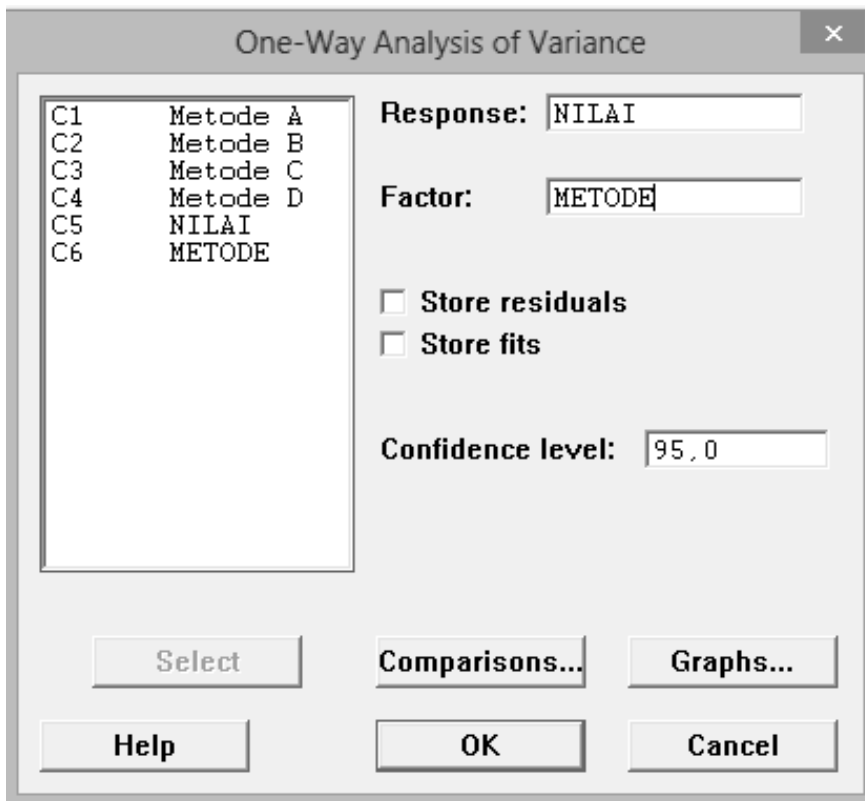 One-Way Analysis of Variance
×
C1 Metode A
C2 Metode B
C3 Metode C
C4 Metode D
C5 NILAI
C6 METODE
Response: NILAI
Factor: METODE
Store residuals
Store fits
Confidence level: 95,0
Select Comparisons... Graphs...
Help OK Cancel